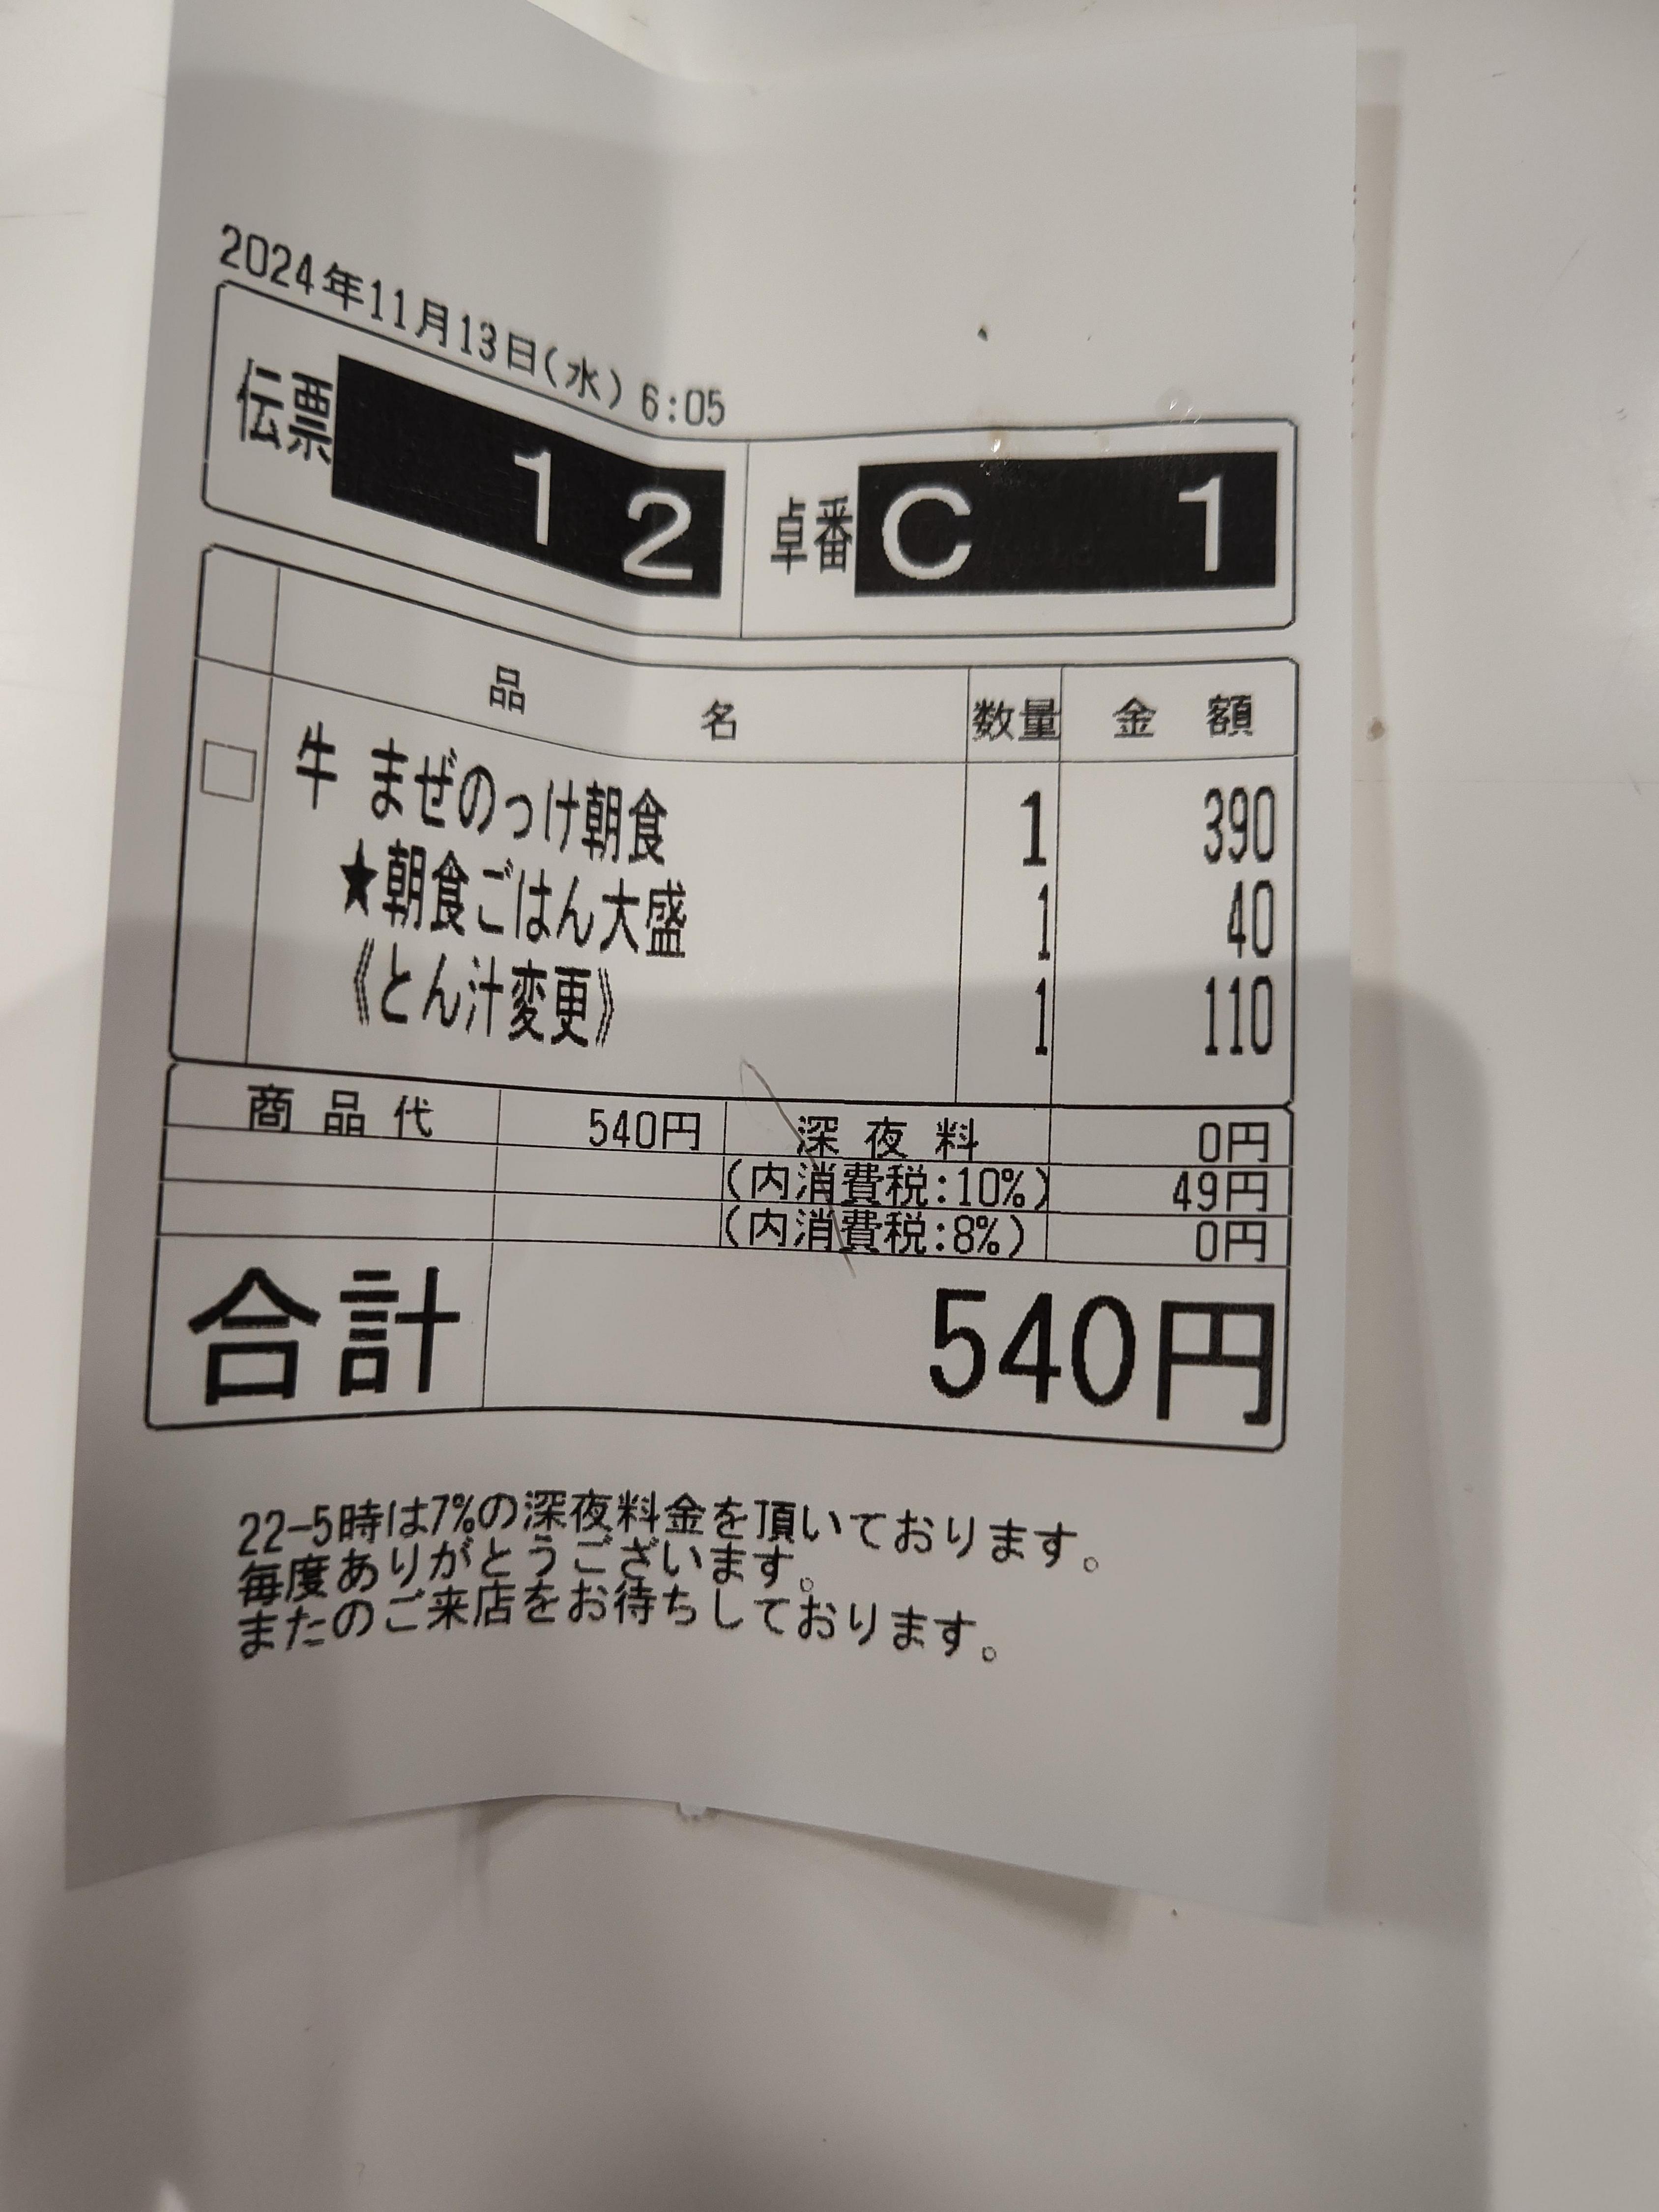 2024年11月13日(水) 6:05
伝票 12 卓番 C 1
品名 数量 金額
牛 まぜのっけ朝食 1 390
★朝食ごはん大盛 1 40
《とん汁変更》 1 110
商品代 540円 深夜料 0円
(内消費税:10%) 49円
(内消費税:8%) 0円
合計 540円
22-5時は7%の深夜料金を頂いております。
毎度ありがとうございます。
またのご来店をお待ちしております。